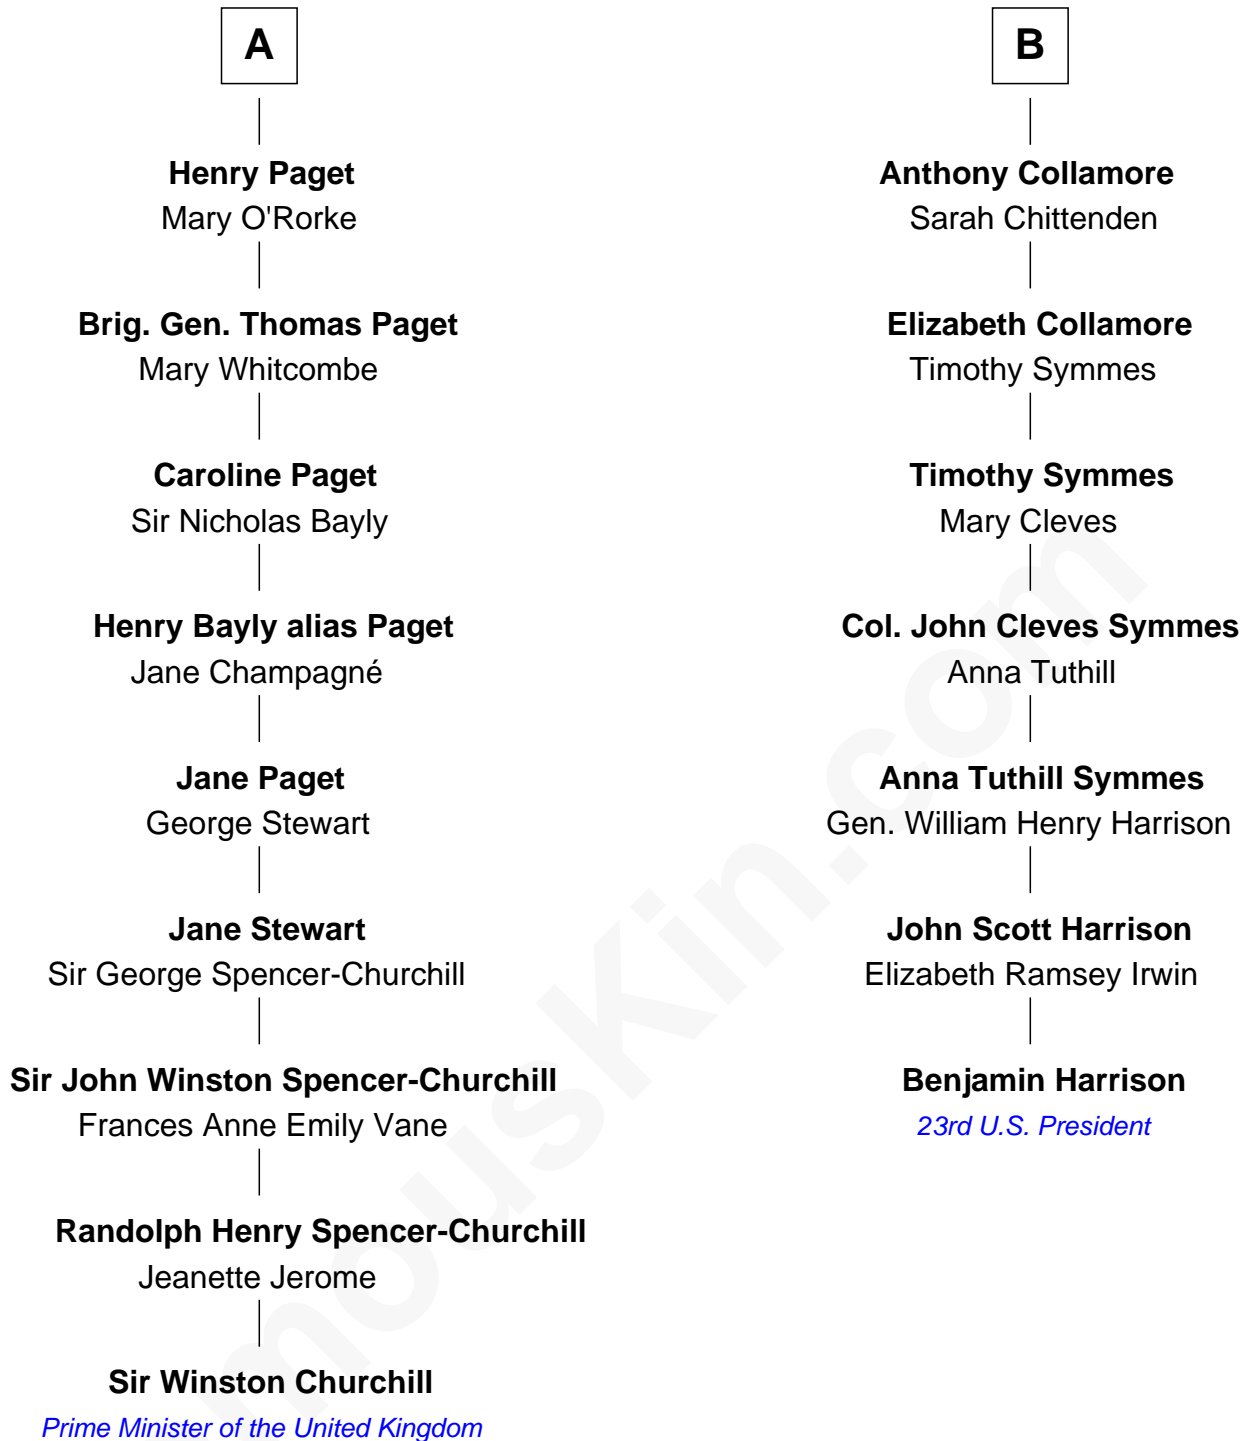 A
Henry Paget
Mary O'Rorke
Brig. Gen. Thomas Paget
Mary Whitcombe
Caroline Paget
Sir Nicholas Bayly
Henry Bayly alias Paget
Jane Champagné
Jane Paget
George Stewart
Jane Stewart
Sir George Spencer-Churchill
Sir John Winston Spencer-Churchill
Frances Anne Emily Vane
Randolph Henry Spencer-Churchill
Jeanette Jerome
Sir Winston Churchill
Prime Minister of the United Kingdom
B
Anthony Collamore
Sarah Chittenden
Elizabeth Collamore
Timothy Symmes
Timothy Symmes
Mary Cleves
Col. John Cleves Symmes
Anna Tuthill
Anna Tuthill Symmes
Gen. William Henry Harrison
John Scott Harrison
Elizabeth Ramsey Irwin
Benjamin Harrison
23rd U.S. President
mousKin.com